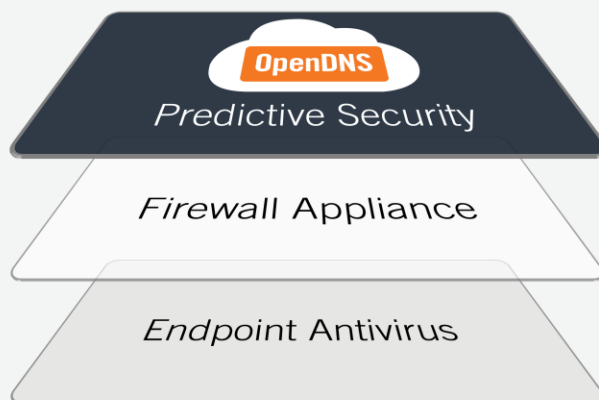 OpenDNS
Predictive Security
Firewall Appliance
Endpoint Antivirus